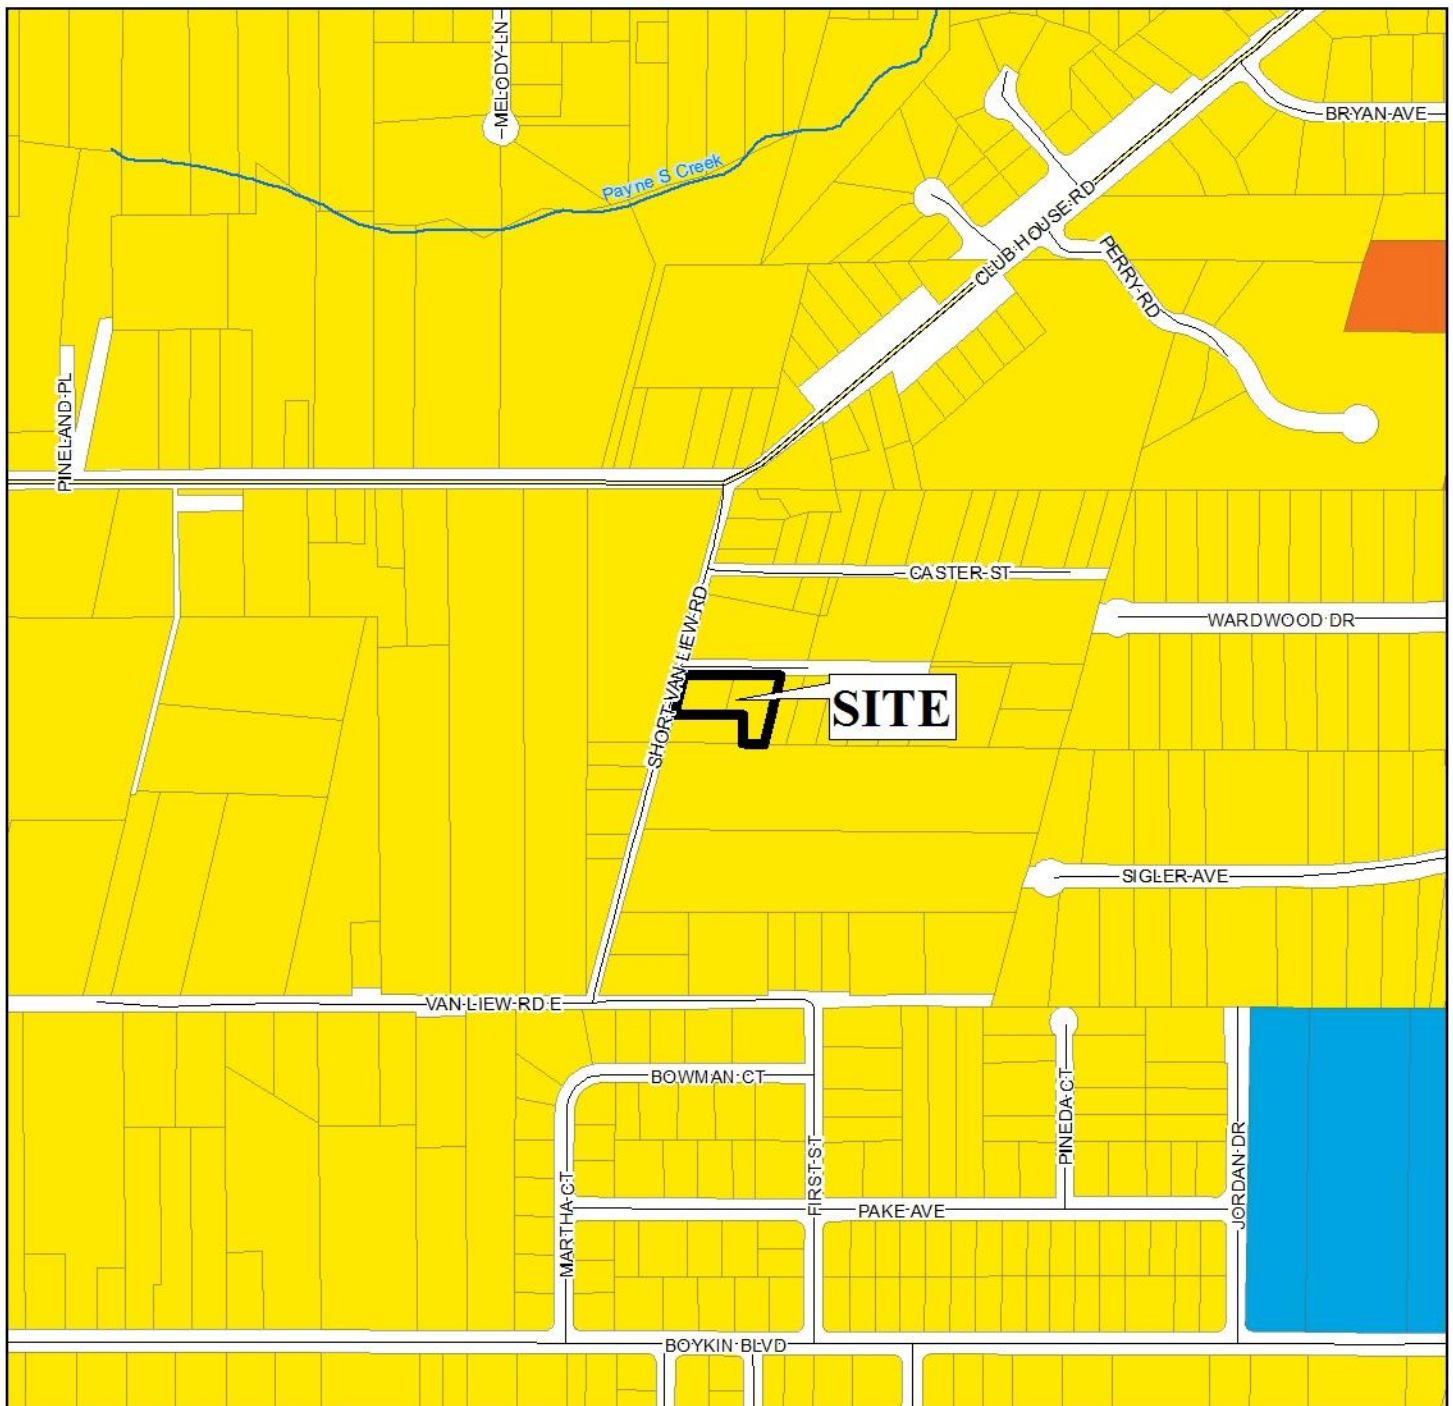 MELODY LN
BRYAN AVE
Payne S Creek
CLUB HOUSE RD
PERRY RD
PINELAND PL
CASTER ST
WARDWOOD DR
SHORT VAN LIEW RD
SITE
SIGLER AVE
VAN LIEW RD E
BOWMAN CT
PINEDA CT
FIRST ST
JORDAN DR
MARTHA CT
PAKE AVE
BOYKIN BLVD